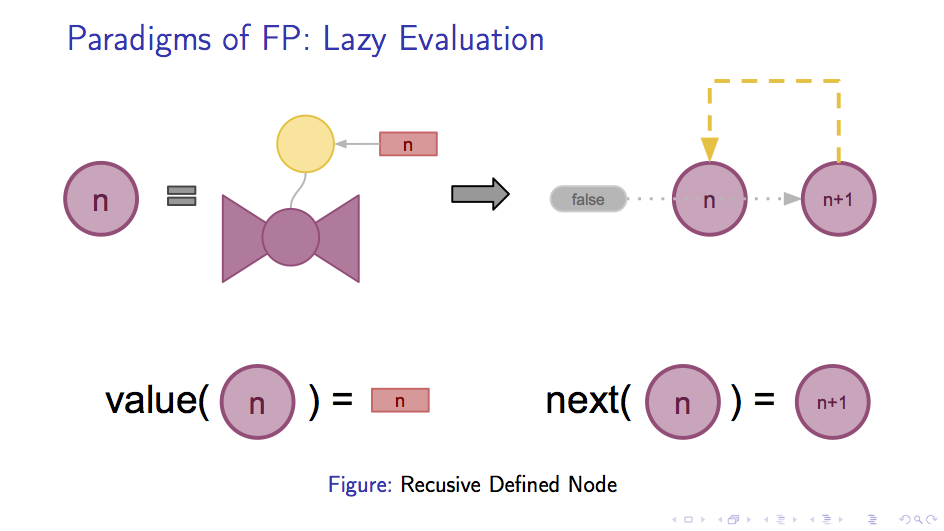 Paradigms of FP: Lazy Evaluation
n
n
false
n
n+1
value( n ) = n
next( n ) = n+1
Figure: Recusive Defined Node